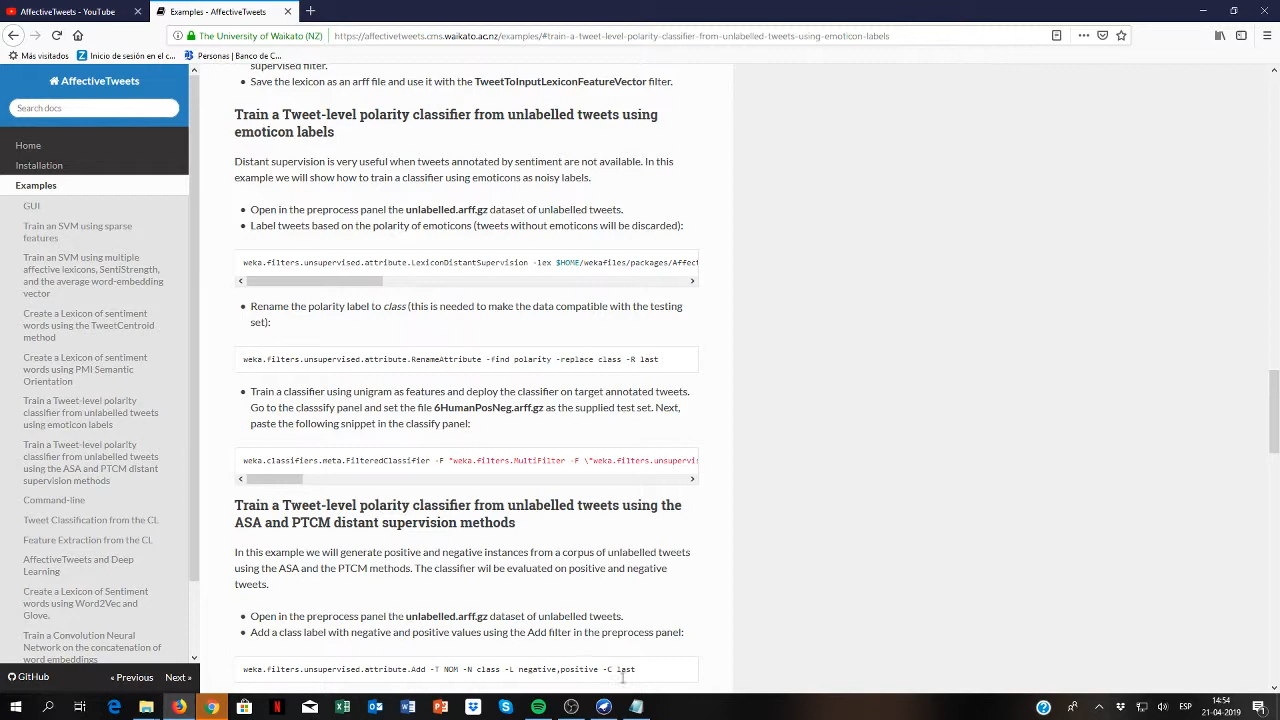 AffectiveTweets - YouTube
Examples - AffectiveTweets
The University of Waikato (NZ)
https://affectivetweets.cms.waikato.ac.nz/examples/#train-a-tweet-level-polarity-classifier-from-unlabelled-tweets-using-emoticon-labels
Más visitados
Inicio de sesión en el c...
Personas | Banco de C...
AffectiveTweets
Search docs
Home
Installation
Examples
GUI
Train an SVM using sparse
features
Train an SVM using multiple
affective lexicons, SentiStrength,
and the average word-embedding
vector
Create a Lexicon of sentiment
words using the TweetCentroid
method
Create a Lexicon of sentiment
words using PMI Semantic
Orientation
Train a Tweet-level polarity
classifier from unlabelled tweets
using emoticon labels
Train a Tweet-level polarity
classifier from unlabelled tweets
using the ASA and PTCM distant
supervision methods
Command-line
Tweet Classification from the CL
Feature Extraction from the CL
AffectiveTweets and Deep
Learning
Create a Lexicon of Sentiment
words using Word2Vec and
Glove.
Train a Convolution Neural
Network on the concatenation of
word embeddings
GitHub
« Previous
Next »
supervised filter.
Save the lexicon as an arff file and use it with the TweetToInputLexiconFeatureVector filter.
Train a Tweet-level polarity classifier from unlabelled tweets using
emoticon labels
Distant supervision is very useful when tweets annotated by sentiment are not available. In this
example we will show how to train a classifier using emoticons as noisy labels.
Open in the preprocess panel the unlabelled.arff.gz dataset of unlabelled tweets.
Label tweets based on the polarity of emoticons (tweets without emoticons will be discarded):
weka.filters.unsupervised.attribute.LexiconDistantSupervision -lex $HOME/wekafiles/packages/Affect
Rename the polarity label to class (this is needed to make the data compatible with the testing
set):
weka.filters.unsupervised.attribute.RenameAttribute -find polarity -replace class -R last
Train a classifier using unigram as features and deploy the classifier on target annotated tweets.
Go to the classsify panel and set the file 6HumanPosNeg.arff.gz as the supplied test set. Next,
paste the following snippet in the classify panel:
weka.classifiers.meta.FilteredClassifier -F "weka.filters.MultiFilter -F \"weka.filters.unsupervis
Train a Tweet-level polarity classifier from unlabelled tweets using the
ASA and PTCM distant supervision methods
In this example we will generate positive and negative instances from a corpus of unlabelled tweets
using the ASA and the PTCM methods. The classifier wil be evaluated on positive and negative
tweets.
Open in the preprocess panel the unlabelled.arff.gz dataset of unlabelled tweets.
Add a class label with negative and positive values using the Add filter in the preprocess panel:
weka.filters.unsupervised.attribute.Add -T NOM -N class -L negative,positive -C last
ESP
14:54
21-04-2019